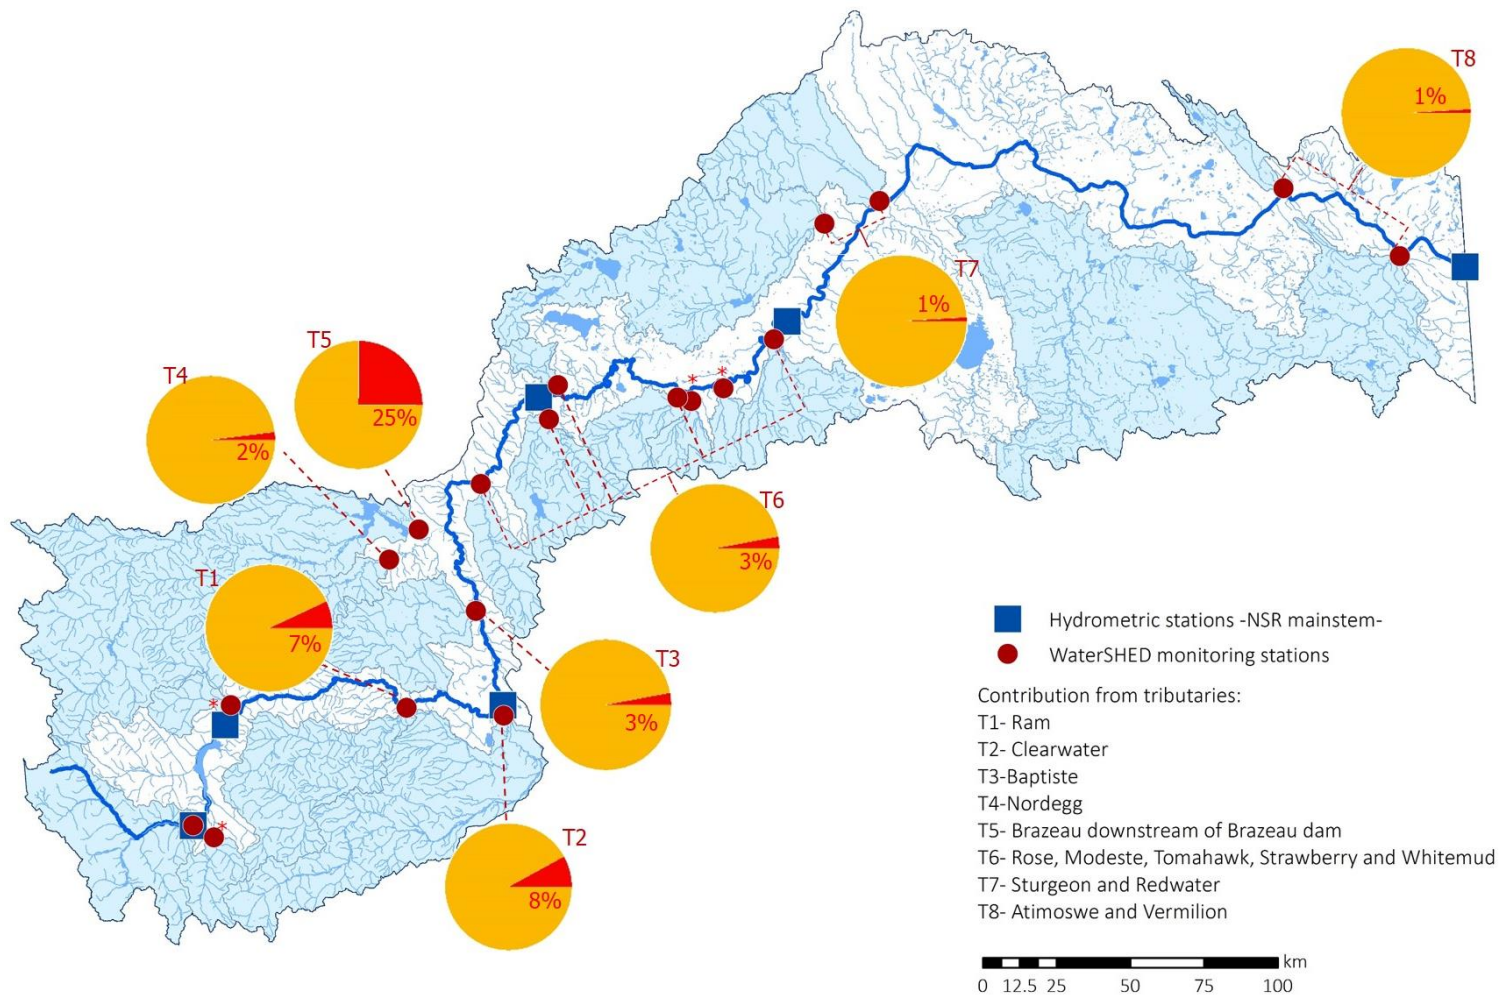 T8
1%
T7
1%
T5
25%
T4
2%
*
*
T6
3%
T1
7%
T3
3%
*
*
T2
8%
Hydrometric stations -NSR mainstem-
WaterSHED monitoring stations
Contribution from tributaries:
T1- Ram
T2- Clearwater
T3-Baptiste
T4-Nordegg
T5- Brazeau downstream of Brazeau dam
T6- Rose, Modeste, Tomahawk, Strawberry and Whitemud
T7- Sturgeon and Redwater
T8- Atimoswe and Vermilion
km
0 12.5 25 50 75 100